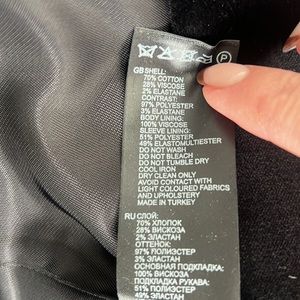 P
GB SHELL:
70% COTTON
28% VISCOSE
2% ELASTANE
CONTRAST:
97% POLYESTER
3% ELASTANE
BODY LINING:
100% VISCOSE
SLEEVE LINING:
51% POLYESTER
49% ELASTOMULTIESTER
DO NOT WASH
DO NOT BLEACH
DO NOT TUMBLE DRY
COOL IRON
DRY CLEAN ONLY
AVOID CONTACT WITH
LIGHT COLOURED FABRICS
AND UPHOLSTERY
MADE IN TURKEY
RU СЛОЙ:
70% ХЛОПОК
28% ВИСКОЗА
2% ЭЛАСТАН
ОТТЕНОК:
97% ПОЛИЭСТЕР
3% ЭЛАСТАН
ОСНОВНАЯ ПОДКЛАДКА:
100% ВИСКОЗА
ПОДКЛАДКА РУКАВА:
51% ПОЛИЭСТЕР
49% ЭЛАСТ